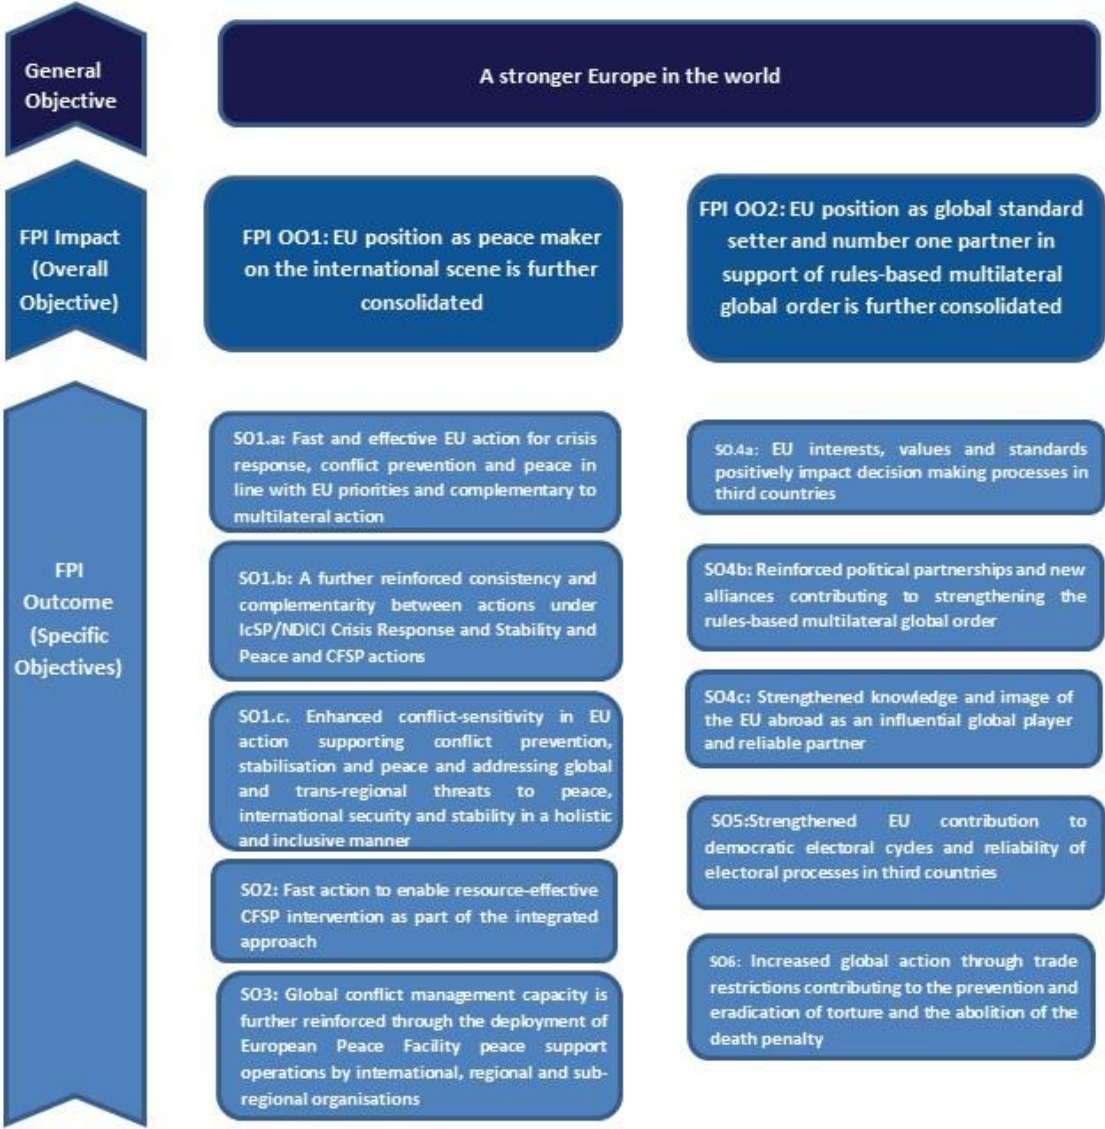 General
Objective
A stronger Europe in the world
FPI Impact
(Overall
Objective)
FPI OO1: EU position as peace maker
on the international scene is further
consolidated
FPI OO2: EU position as global standard
setter and number one partner in
support of rules-based multilateral
global order is further consolidated
FPI
Outcome
(Specific
Objectives)
SO1.a: Fast and effective EU action for crisis
response, conflict prevention and peace in
line with EU priorities and complementary to
multilateral action
SO1.b: A further reinforced consistency and
complementarity between actions under
IcSP/NDICI Crisis Response and Stability and
Peace and CFSP actions
SO1.c. Enhanced conflict-sensitivity in EU
action supporting conflict prevention,
stabilisation and peace and addressing global
and trans-regional threats to peace,
international security and stability in a holistic
and inclusive manner
SO2: Fast action to enable resource-effective
CFSP intervention as part of the integrated
approach
SO3: Global conflict management capacity is
further reinforced through the deployment of
European Peace Facility peace support
operations by international, regional and sub-
regional organisations
SO.4a: EU interests, values and standards
positively impact decision making processes in
third countries
SO4b: Reinforced political partnerships and new
alliances contributing to strengthening the
rules-based multilateral global order
SO4c: Strengthened knowledge and image of
the EU abroad as an influential global player
and reliable partner
SO5:Strengthened EU contribution to
democratic electoral cycles and reliability of
electoral processes in third countries
SO6: Increased global action through trade
restrictions contributing to the prevention and
eradication of torture and the abolition of the
death penalty